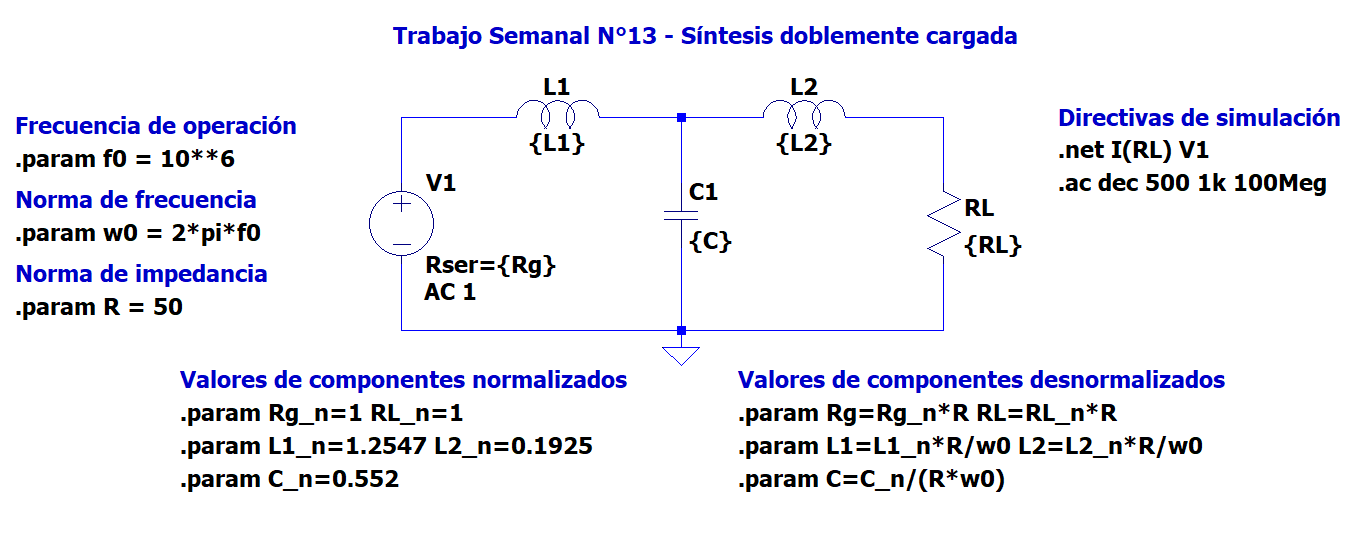 Trabajo Semanal N°13 - Síntesis doblemente cargada
Frecuencia de operación
.param f0 = 10**6
Norma de frecuencia
.param w0 = 2*pi*f0
Norma de impedancia
.param R = 50
V1
Rser={Rg}
AC 1
L1
{L1}
C1
{C}
L2
{L2}
RL
{RL}
Directivas de simulación
.net I(RL) V1
.ac dec 500 1k 100Meg
Valores de componentes normalizados
.param Rg_n=1 RL_n=1
.param L1_n=1.2547 L2_n=0.1925
.param C_n=0.552
Valores de componentes desnormalizados
.param Rg=Rg_n*R RL=RL_n*R
.param L1=L1_n*R/w0 L2=L2_n*R/w0
.param C=C_n/(R*w0)